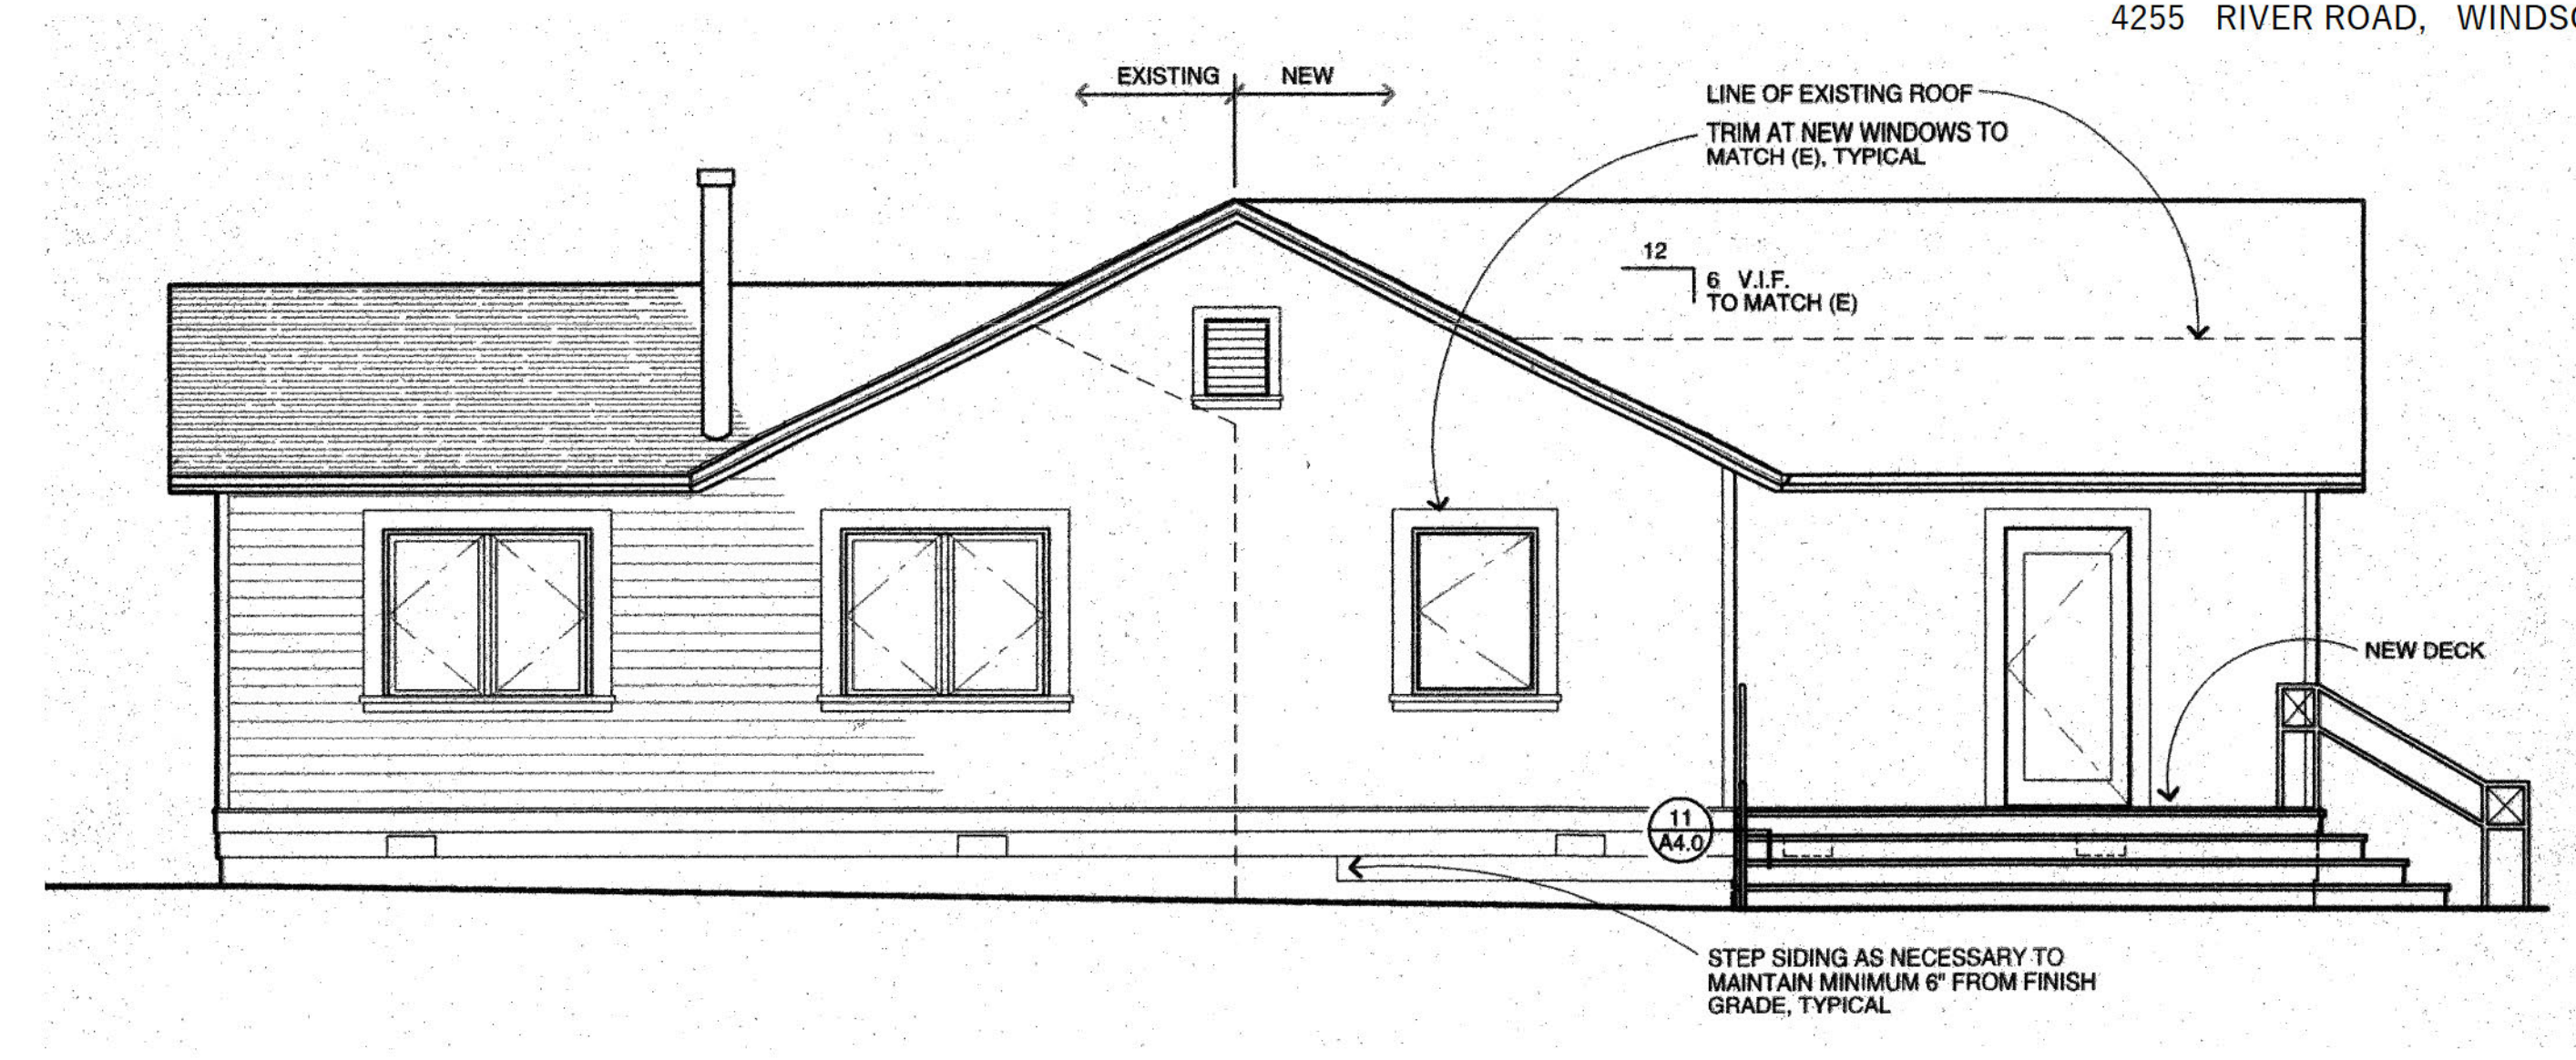 4255 RIVER ROAD,
EXISTING NEW
LINE OF EXISTING ROOF
TRIM AT NEW WINDOWS TO
MATCH (E), TYPICAL
12
6 V.I.F.
TO MATCH (E)
NEW DECK
11
A4.0
STEP SIDING AS NECESSARY TO
MAINTAIN MINIMUM 6" FROM FINISH
GRADE, TYPICAL